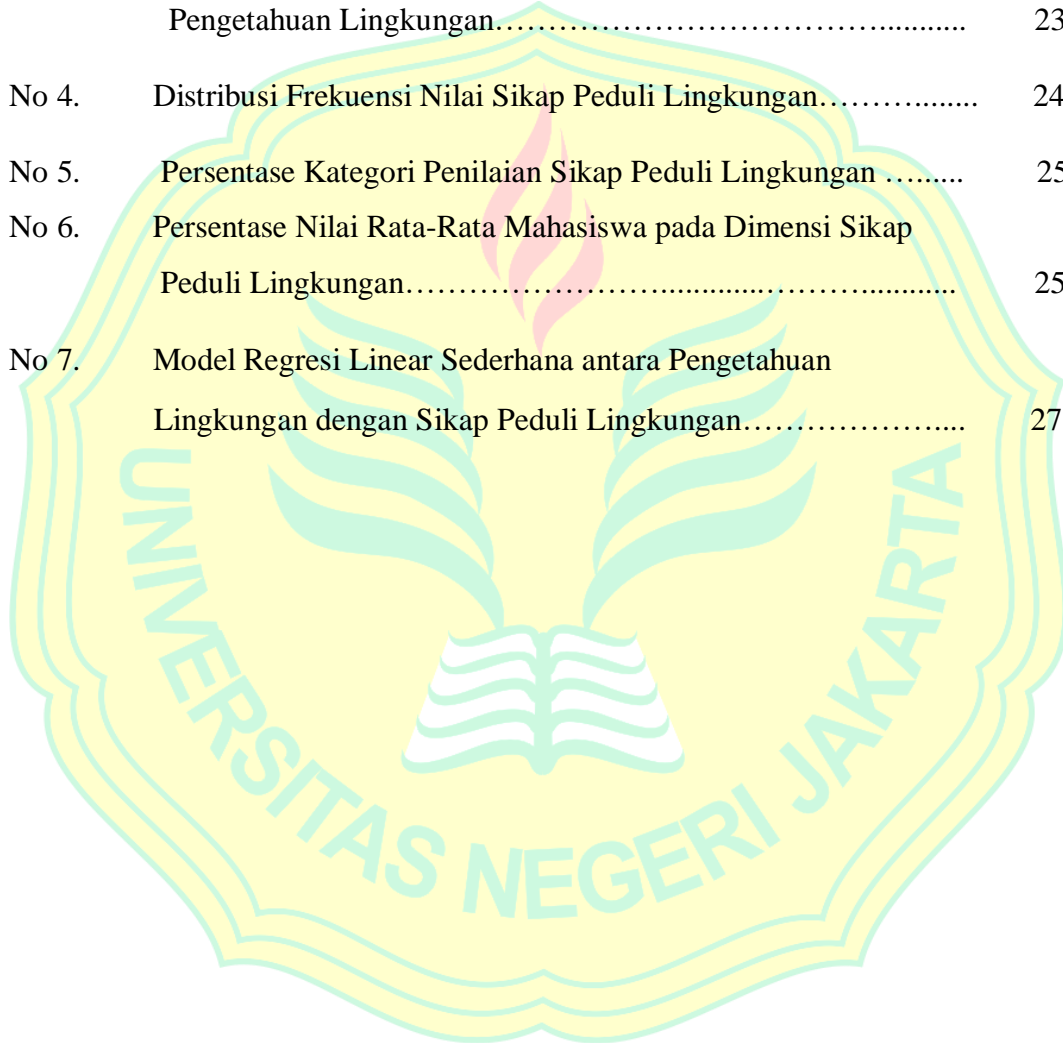 Pengetahuan Lingkungan……………………………………........... 23
No 4. Distribusi Frekuensi Nilai Sikap Peduli Lingkungan………........ 24
No 5. Persentase Kategori Penilaian Sikap Peduli Lingkungan …...... 25
No 6. Persentase Nilai Rata-Rata Mahasiswa pada Dimensi Sikap
Peduli Lingkungan…………………….............………............ 25
No 7. Model Regresi Linear Sederhana antara Pengetahuan
Lingkungan dengan Sikap Peduli Lingkungan……………….... 27
UNIVERSITAS NEGERI JAKARTA